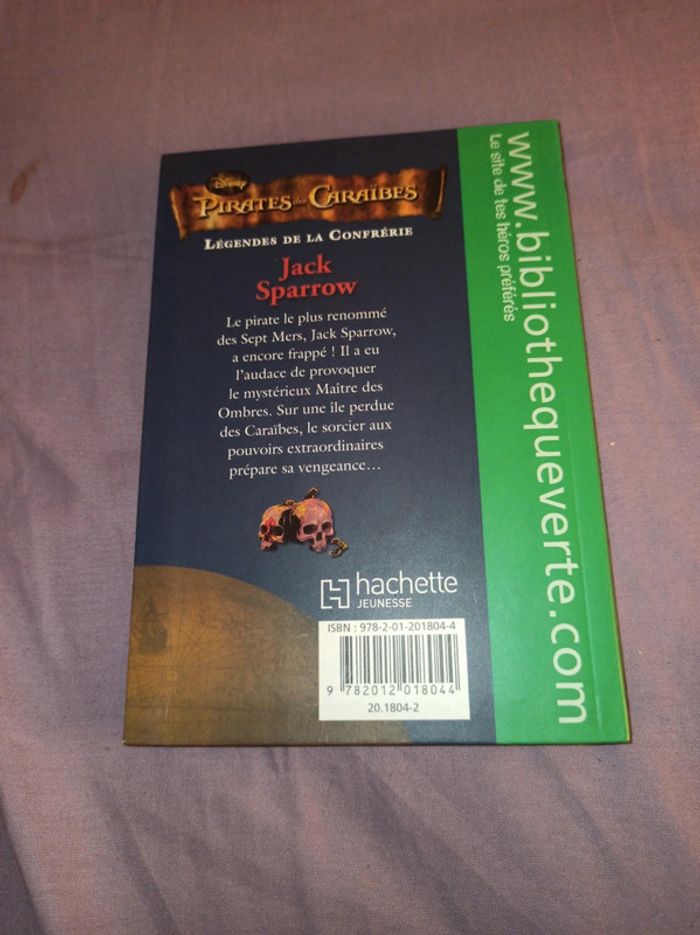 Disney
PIRATES des CARAÏBES
LÉGENDES DE LA CONFRÉRIE
Jack
Sparrow
Le pirate le plus renommé
des Sept Mers, Jack Sparrow,
a encore frappé ! Il a eu
l'audace de provoquer
le mystérieux Maître des
Ombres. Sur une île perdue
des Caraïbes, le sorcier aux
pouvoirs extraordinaires
prépare sa vengeance...
hachette
JEUNESSE
ISBN : 978-2-01-201804-4
9 782012 018044
20.1804-2
www.bibliothequeverte.com
Le site de tes héros préférés